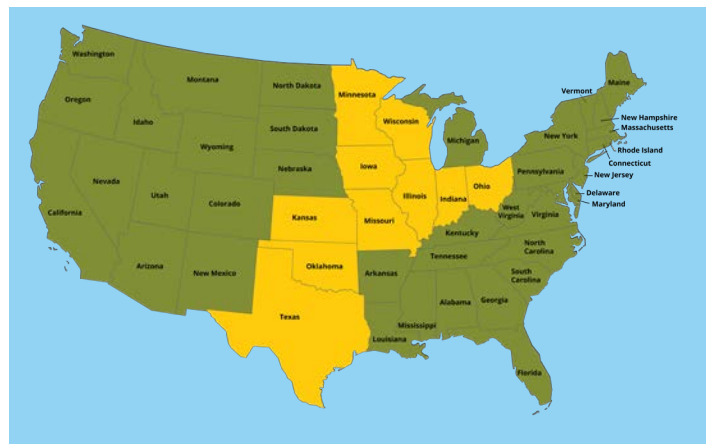 Washington
Montana
North Dakota
Minnesota
Maine
Vermont
Oregon
Idaho
Wisconsin
New Hampshire
Massachusetts
South Dakota
Michigan
New York
Wyoming
Rhode Island
Connecticut
Iowa
Nebraska
Pennsylvania
New Jersey
Nevada
Utah
Colorado
Illinois
Indiana
Ohio
Delaware
Maryland
California
Kansas
Missouri
West
Virginia
Virginia
Kentucky
North
Carolina
Tennessee
Arizona
New Mexico
Oklahoma
Arkansas
South
Carolina
Texas
Mississippi
Alabama
Georgia
Louisiana
Florida